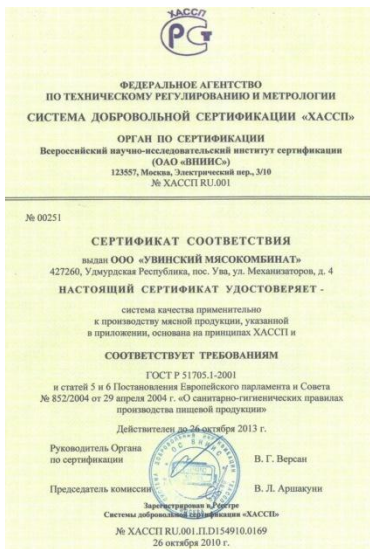 ХАССП
РСТ
ФЕДЕРАЛЬНОЕ АГЕНТСТВО
ПО ТЕХНИЧЕСКОМУ РЕГУЛИРОВАНИЮ И МЕТРОЛОГИИ
СИСТЕМА ДОБРОВОЛЬНОЙ СЕРТИФИКАЦИИ «ХАССП»
ОРГАН ПО СЕРТИФИКАЦИИ
Всероссийский научно-исследовательский институт сертификации
(ОАО «ВНИИС»)
123557, Москва, Электрический пер., 3/10
№ ХАССП RU.001
№ 00251
СЕРТИФИКАТ СООТВЕТСТВИЯ
выдан ООО «УВИНСКИЙ МЯСОКОМБИНАТ»
427260, Удмурдская Республика, пос. Ува, ул. Механизаторов, д. 4
НАСТОЯЩИЙ СЕРТИФИКАТ УДОСТОВЕРЯЕТ -
система качества применительно
к производству мясной продукции, указанной
в приложении, основана на принципах ХАССП и
СООТВЕТСТВУЕТ ТРЕБОВАНИЯМ
ГОСТ Р 51705.1-2001
и статей 5 и 6 Постановления Европейского парламента и Совета
№ 852/2004 от 29 апреля 2004 г. «О санитарно-гигиенических правилах
производства пищевой продукции»
Действителен до 26 октября 2013 г.
Руководитель Органа
по сертификации
В. Г. Версан
Председатель комиссии
В. Л. Аршакуни
Зарегистрирован в Реестре
Системы добровольной сертификации «ХАССП»
№ ХАССП RU.001.П.D154910.0169
26 октября 2010 г.